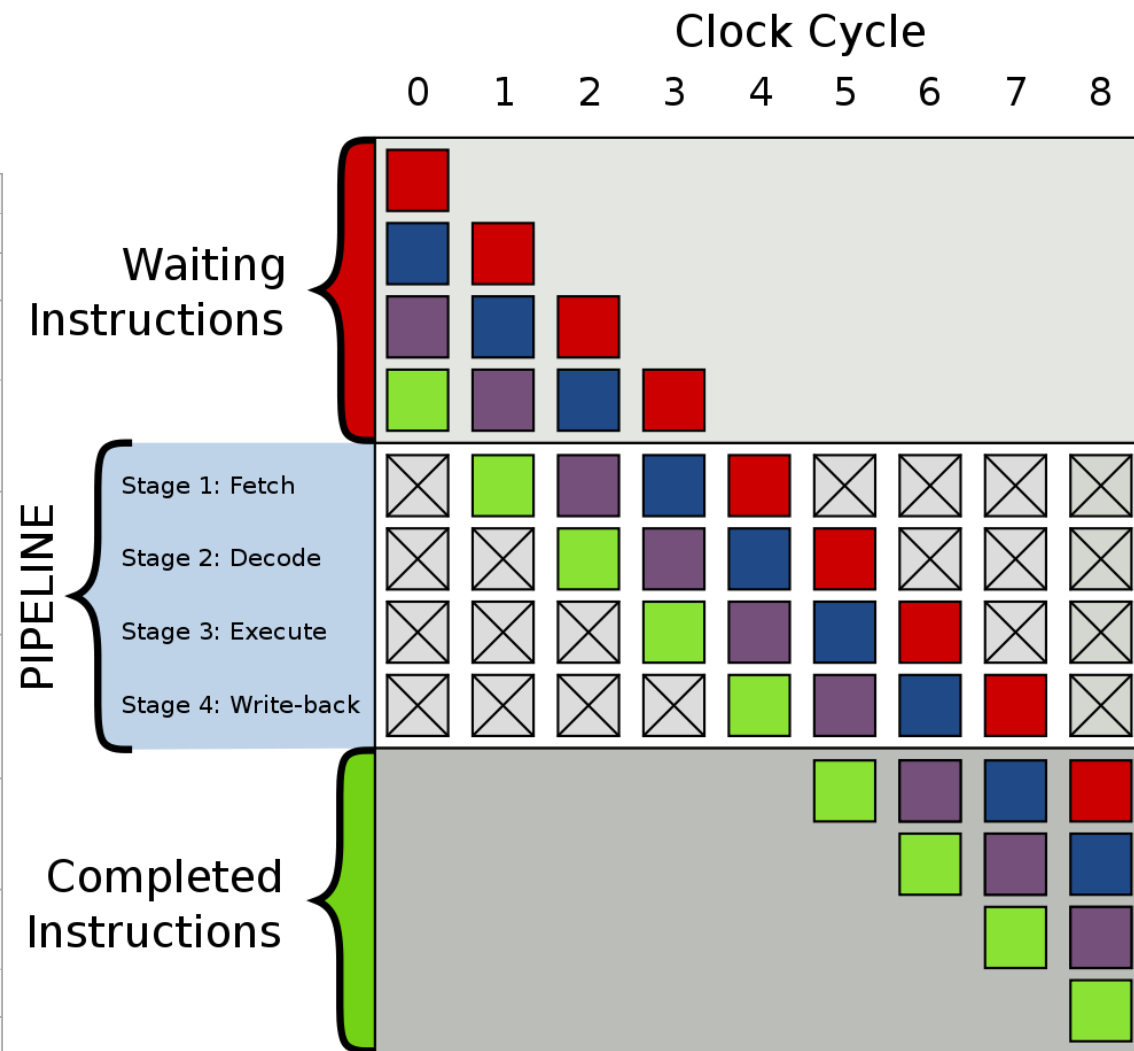 Clock Cycle
0 1 2 3 4 5 6 7 8
Waiting
Instructions
PIPELINE
Stage 1: Fetch
Stage 2: Decode
Stage 3: Execute
Stage 4: Write-back
Completed
Instructions